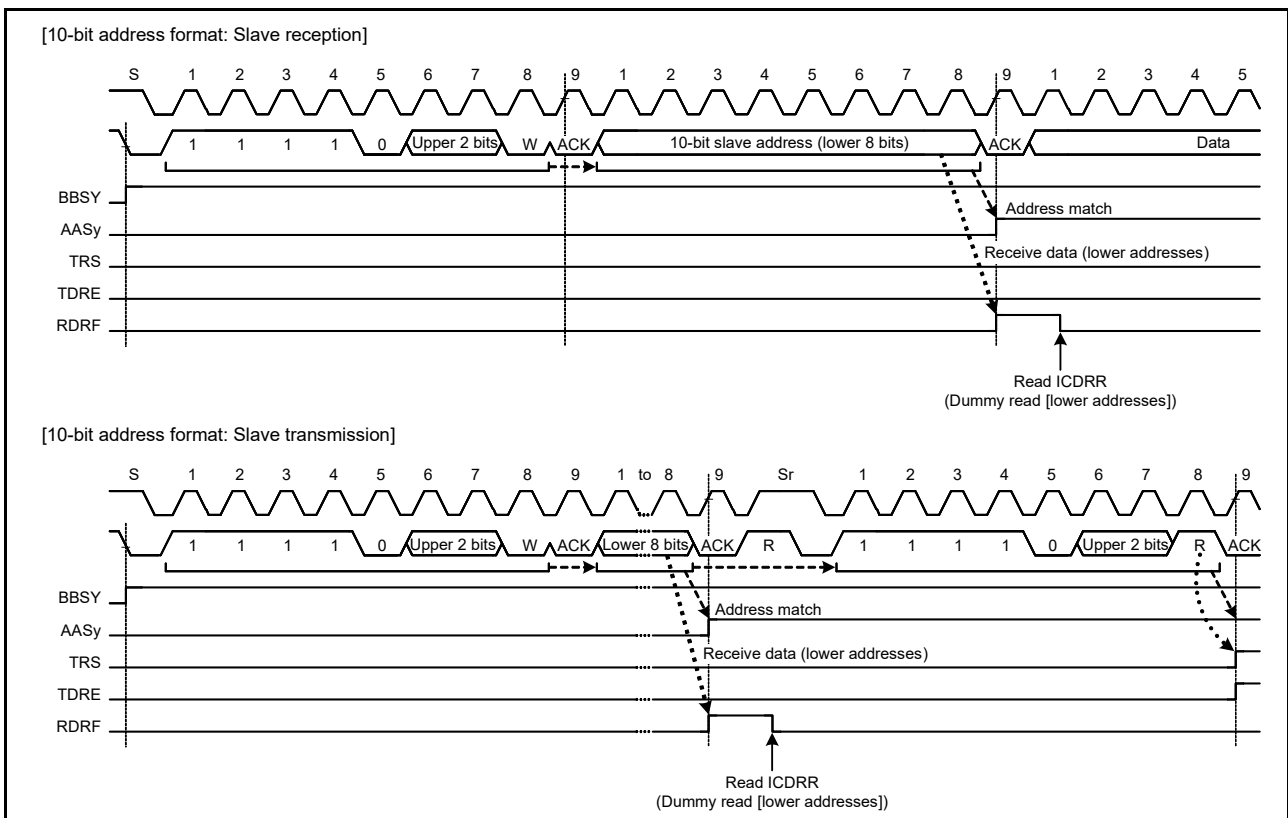 [10-bit address format: Slave reception]
S 1 2 3 4 5 6 7 8 9 1 2 3 4 5 6 7 8 9 1 2 3 4 5
1 1 1 1 0 Upper 2 bits W ACK 10-bit slave address (lower 8 bits) ACK Data
BBSY
Address match
AASy
Receive data (lower addresses)
TRS
TDRE
RDRF
Read ICDRR
(Dummy read [lower addresses])
[10-bit address format: Slave transmission]
S 1 2 3 4 5 6 7 8 9 1 to 8 9 Sr 1 2 3 4 5 6 7 8 9
1 1 1 1 0 Upper 2 bits W ACK Lower 8 bits ACK R 1 1 1 1 0 Upper 2 bits R ACK
BBSY
Address match
AASy
Receive data (lower addresses)
TRS
TDRE
RDRF
Read ICDRR
(Dummy read [lower addresses])